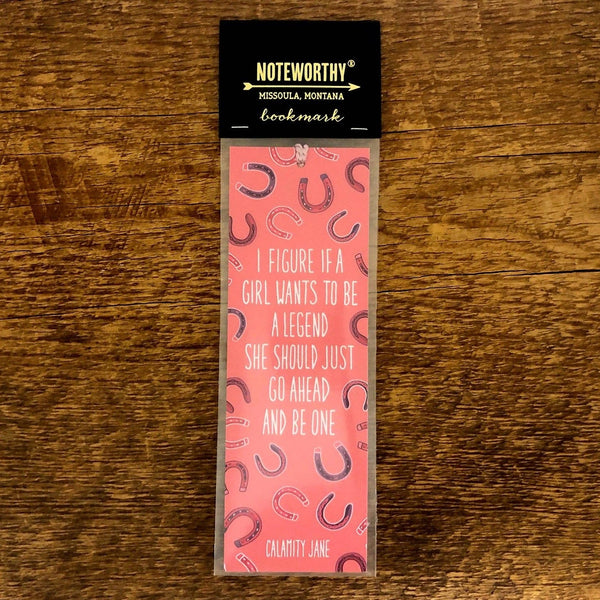 NOTEWORTHY®
MISSOULA, MONTANA
bookmark
I FIGURE IF A
GIRL WANTS TO BE
A LEGEND
SHE SHOULD JUST
GO AHEAD
AND BE ONE
CALAMITY JANE